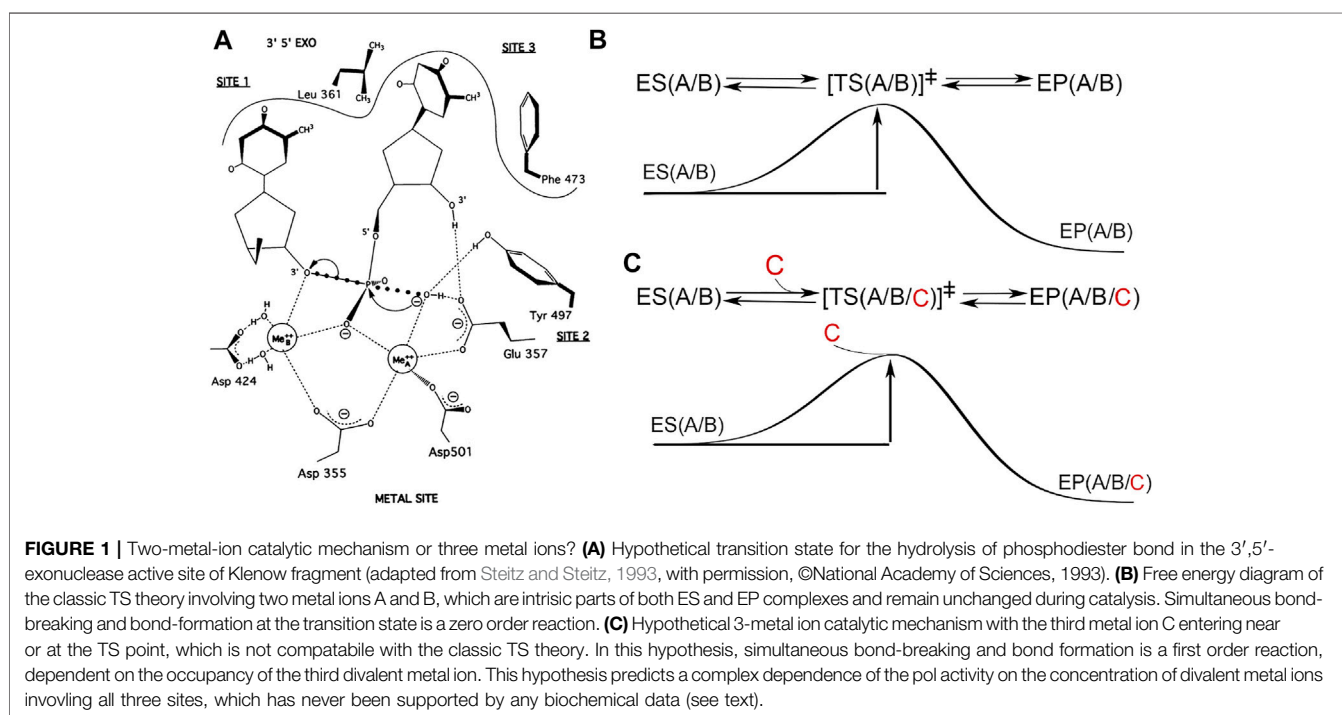 A
3' 5' EXO
SITE 1
Leu 361
CH₃
CH₃
SITE 3
O
CH³
O
O
O
CH₃
Phe 473
3'
O
H
5'
O
H O
3'
O
P
O
⊖
O
H
O
⊖
Tyr 497
SITE 2
Glu 357
O
⊖
O
O
⊖
H
O
H
O
H
O
H
O
Me⁺⁺B
Me⁺⁺A
Asp 424
O
⊖
O
O
⊖
O
Asp501
Asp 355
METAL SITE
B
ES(A/B) [TS(A/B)]‡ EP(A/B)
ES(A/B)
EP(A/B)
C
C
ES(A/B) [TS(A/B/C)]‡ EP(A/B/C)
C
ES(A/B)
EP(A/B/C)
FIGURE 1 | Two-metal-ion catalytic mechanism or three metal ions? (A) Hypothetical transition state for the hydrolysis of phosphodiester bond in the 3′,5′-
exonuclease active site of Klenow fragment (adapted from Steitz and Steitz, 1993, with permission, ©National Academy of Sciences, 1993). (B) Free energy diagram of
the classic TS theory involving two metal ions A and B, which are intrisic parts of both ES and EP complexes and remain unchanged during catalysis. Simultaneous bond-
breaking and bond-formation at the transition state is a zero order reaction. (C) Hypothetical 3-metal ion catalytic mechanism with the third metal ion C entering near
or at the TS point, which is not compatabile with the classic TS theory. In this hypothesis, simultaneous bond-breaking and bond formation is a first order reaction,
dependent on the occupancy of the third divalent metal ion. This hypothesis predicts a complex dependence of the pol activity on the concentration of divalent metal ions
invovling all three sites, which has never been supported by any biochemical data (see text).